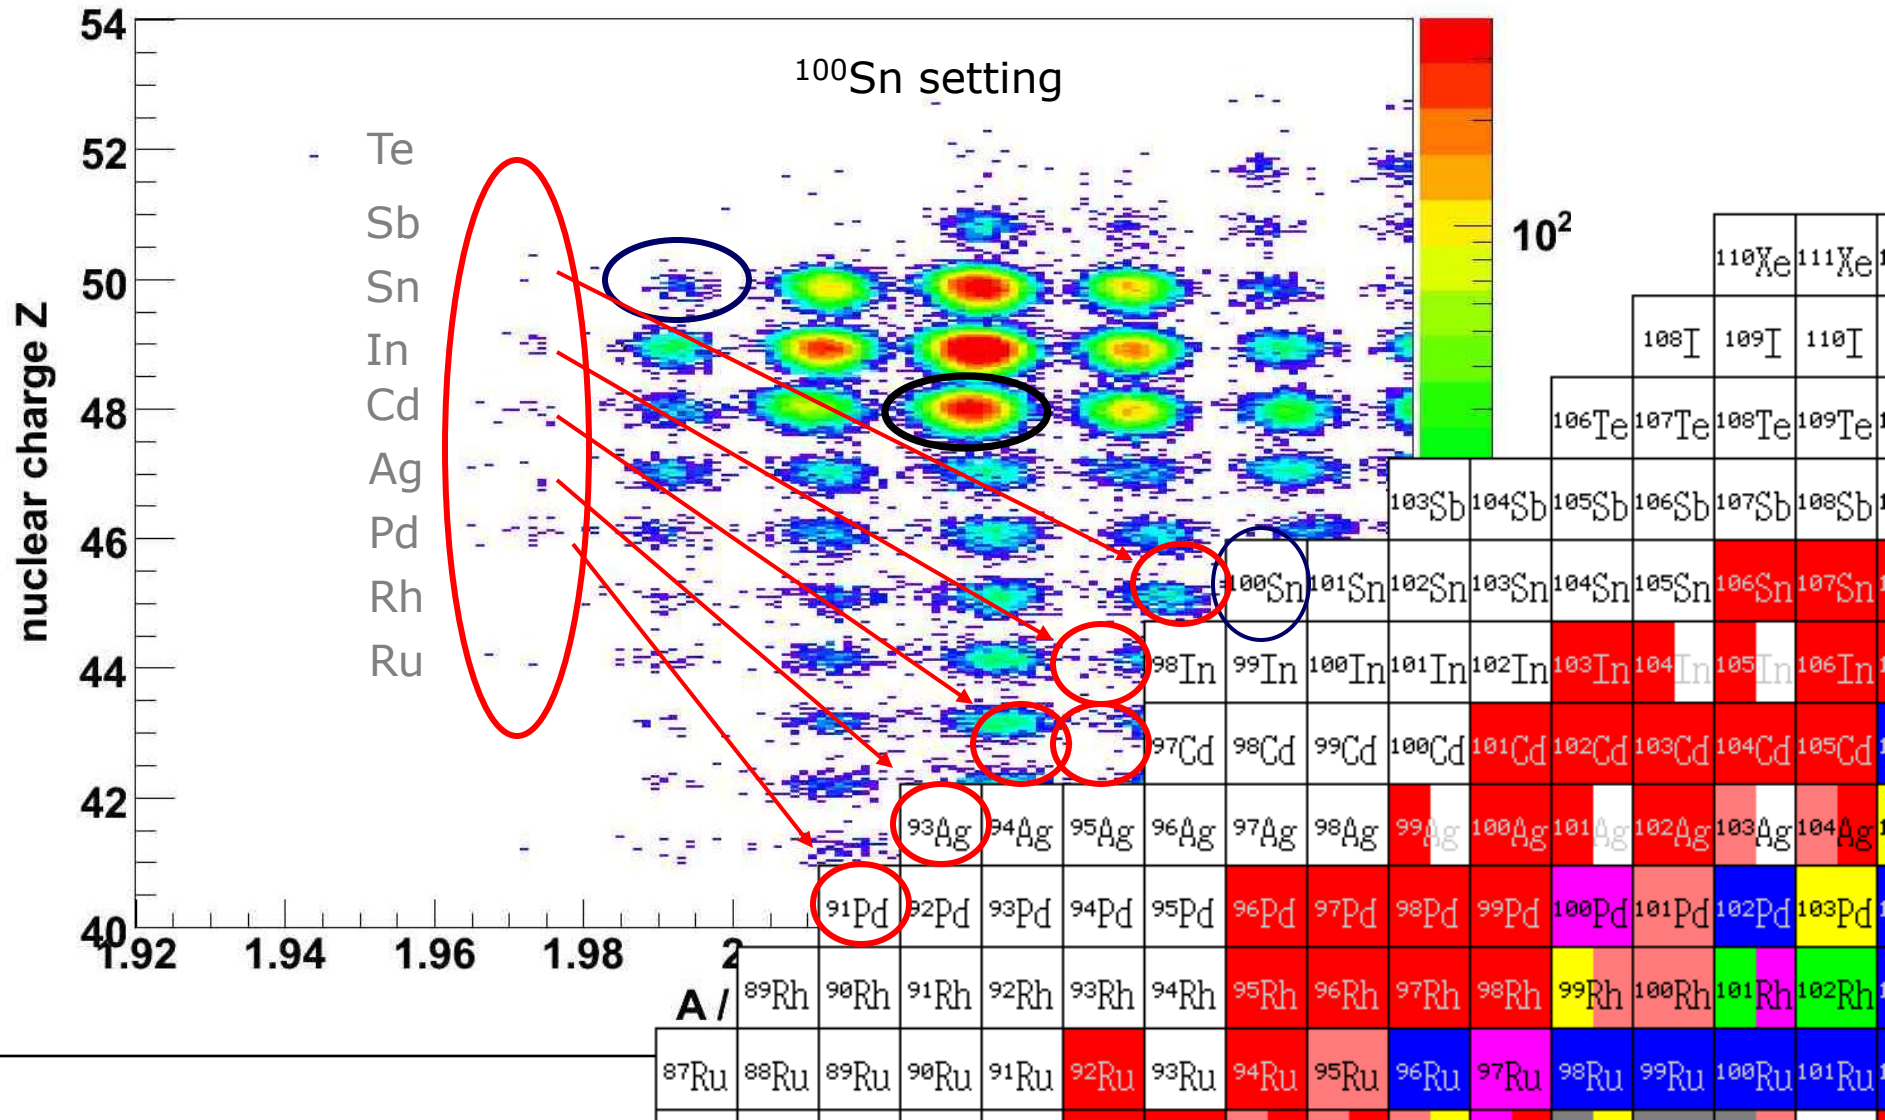 100Sn setting
nuclear charge Z
54
52
50
48
46
44
42
40
Te
Sb
Sn
In
Cd
Ag
Pd
Rh
Ru
10²
1.92 1.94 1.96 1.98 2
A /
110Xe 111Xe
108I 109I 110I
106Te 107Te 108Te 109Te
103Sb 104Sb 105Sb 106Sb 107Sb 108Sb
100Sn 101Sn 102Sn 103Sn 104Sn 105Sn 106Sn 107Sn
98In 99In 100In 101In 102In 103In 104In 105In 106In
97Cd 98Cd 99Cd 100Cd 101Cd 102Cd 103Cd 104Cd 105Cd
93Ag 94Ag 95Ag 96Ag 97Ag 98Ag 99Ag 100Ag 101Ag 102Ag 103Ag 104Ag
91Pd 92Pd 93Pd 94Pd 95Pd 96Pd 97Pd 98Pd 99Pd 100Pd 101Pd 102Pd 103Pd
89Rh 90Rh 91Rh 92Rh 93Rh 94Rh 95Rh 96Rh 97Rh 98Rh 99Rh 100Rh 101Rh 102Rh
87Ru 88Ru 89Ru 90Ru 91Ru 92Ru 93Ru 94Ru 95Ru 96Ru 97Ru 98Ru 99Ru 100Ru 101Ru